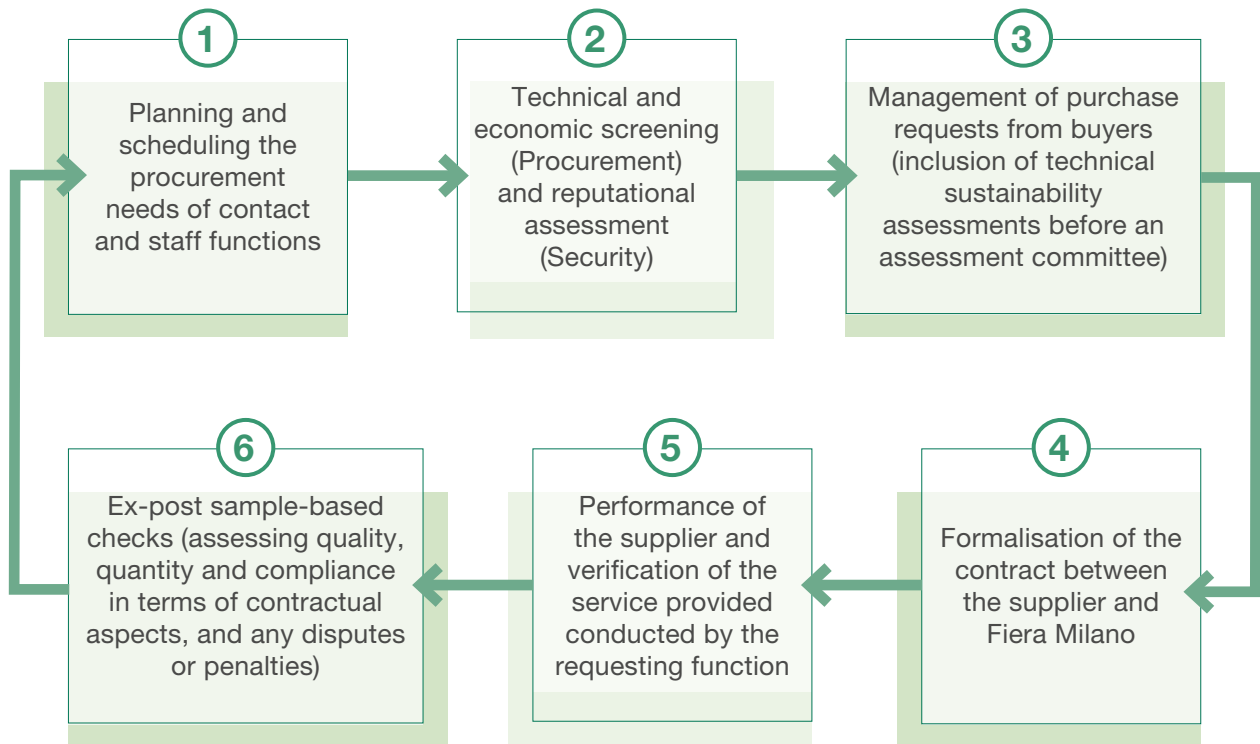 1
Planning and
scheduling the
procurement
needs of contact
and staff functions
2
Technical and
economic screening
(Procurement)
and reputational
assessment
(Security)
3
Management of purchase
requests from buyers
(inclusion of technical
sustainability
assessments before an
assessment committee)
4
Formalisation of the
contract between
the supplier and
Fiera Milano
5
Performance of
the supplier and
verification of the
service provided
conducted by the
requesting function
6
Ex-post sample-based
checks (assessing quality,
quantity and compliance
in terms of contractual
aspects, and any disputes
or penalties)